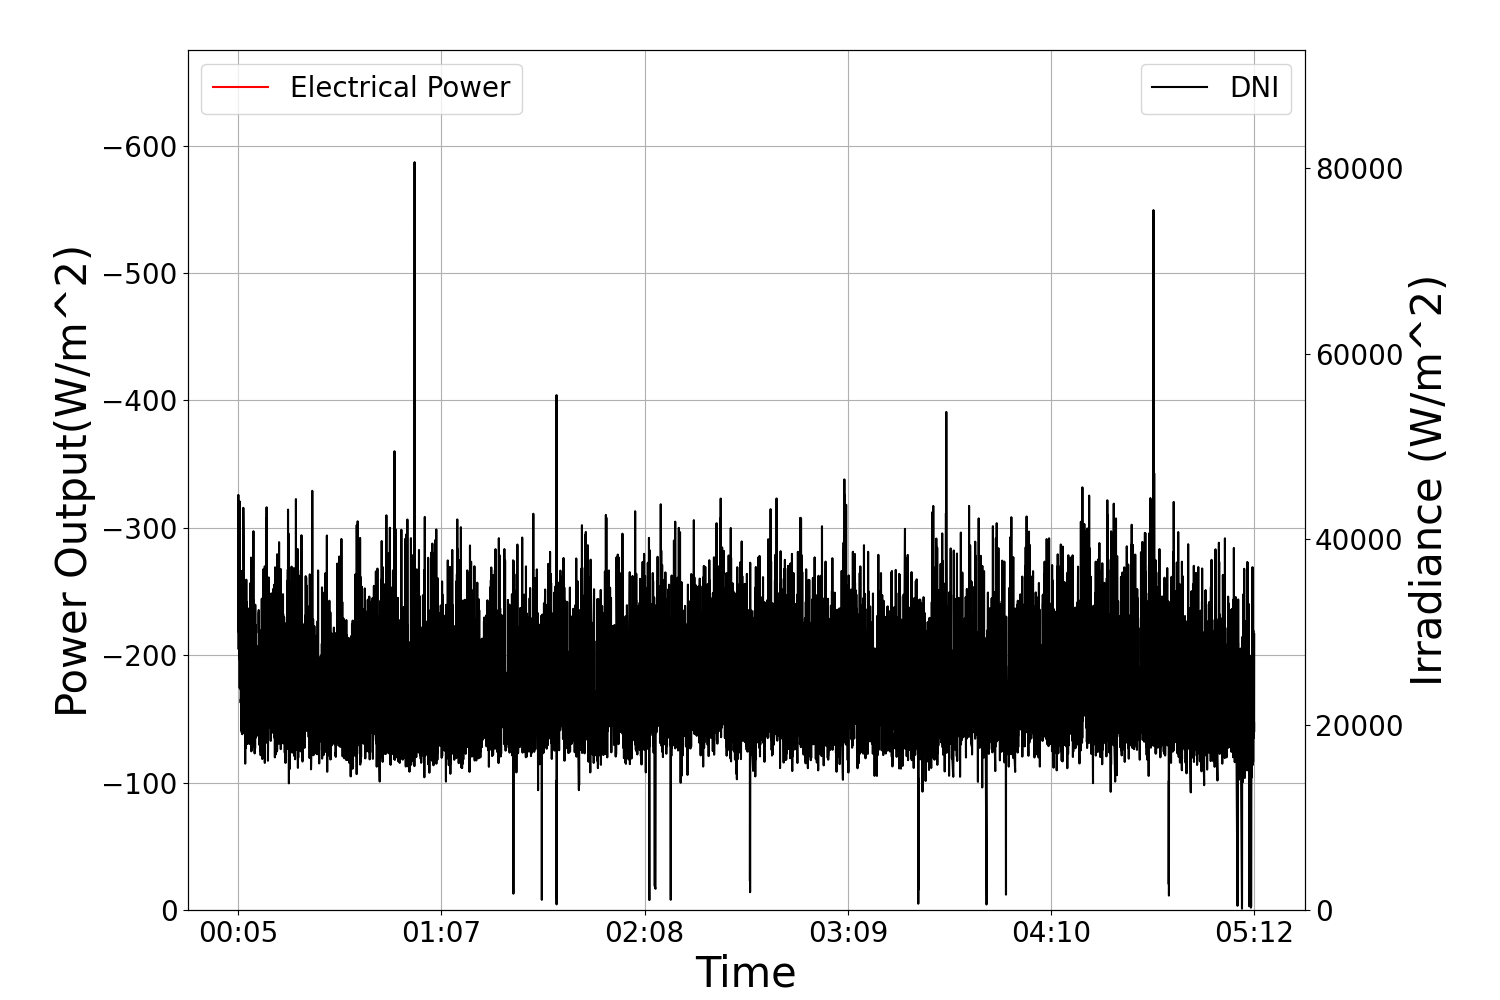 Electrical Power
DNI
Power Output(W/m^2)
−600
−500
−400
−300
−200
−100
0
80000
60000
40000
20000
0
Irradiance (W/m^2)
00:05 01:07 02:08 03:09 04:10 05:12
Time